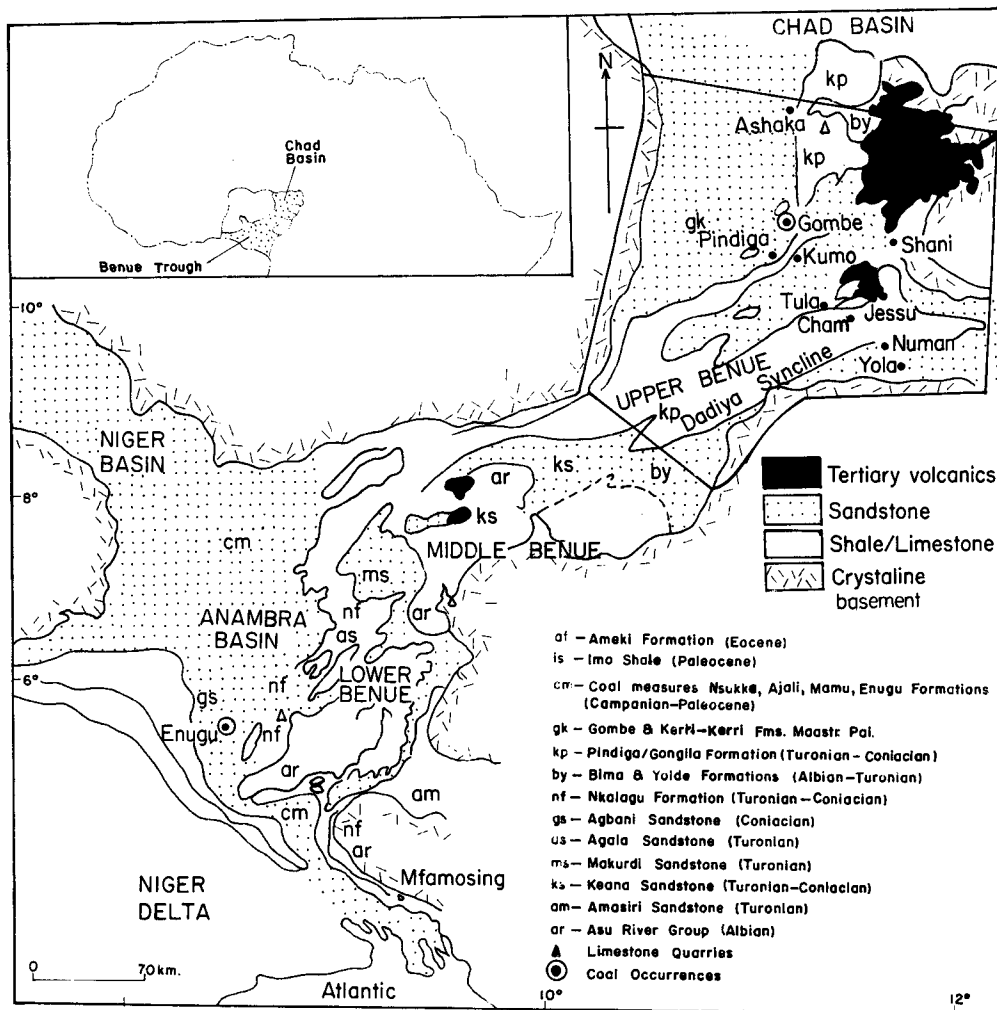 CHAD BASIN
kp
N
Ashaka
by
kp
Chad
Basin
Benue Trough
gk
Gombe
Pindiga
Kumo
Shani
10°
Tula
Cham
Jessu
Numan
Yola
UPPER BENUE
kp
Dadiya Syncline
NIGER
BASIN
8°
ks
ar
by
?
ks
cm
MIDDLE BENUE
ms
ANAMBRA
BASIN
nf
as
ar
LOWER
BENUE
6°
gs
nf
Enugu
nf
ar
cm
am
nf
ar
Mfamosing
NIGER
DELTA
0 70 km.
Atlantic
10°
12°
Tertiary volcanics
Sandstone
Shale/Limestone
Crystaline
basement
af — Ameki Formation (Eocene)
is — Imo Shale (Paleocene)
cm — Coal measures Nsukke, Ajali, Mamu, Enugu Formations
(Campanian-Paleocene)
gk — Gombe & Kerki-Kerri Fms. Maastr. Pal.
kp — Pindiga/Gongila Formation (Turonian-Coniacian)
by — Bima & Yolde Formations (Albian-Turonian)
nf — Nkalagu Formation (Turonian-Coniacian)
gs — Agbani Sandstone (Coniacian)
as — Agala Sandstone (Turonian)
ms — Makurdi Sandstone (Turonian)
ks — Keana Sandstone (Turonian-Coniacian)
am — Amasiri Sandstone (Turonian)
ar — Asu River Group (Albian)
Limestone Quarries
Coal Occurrences